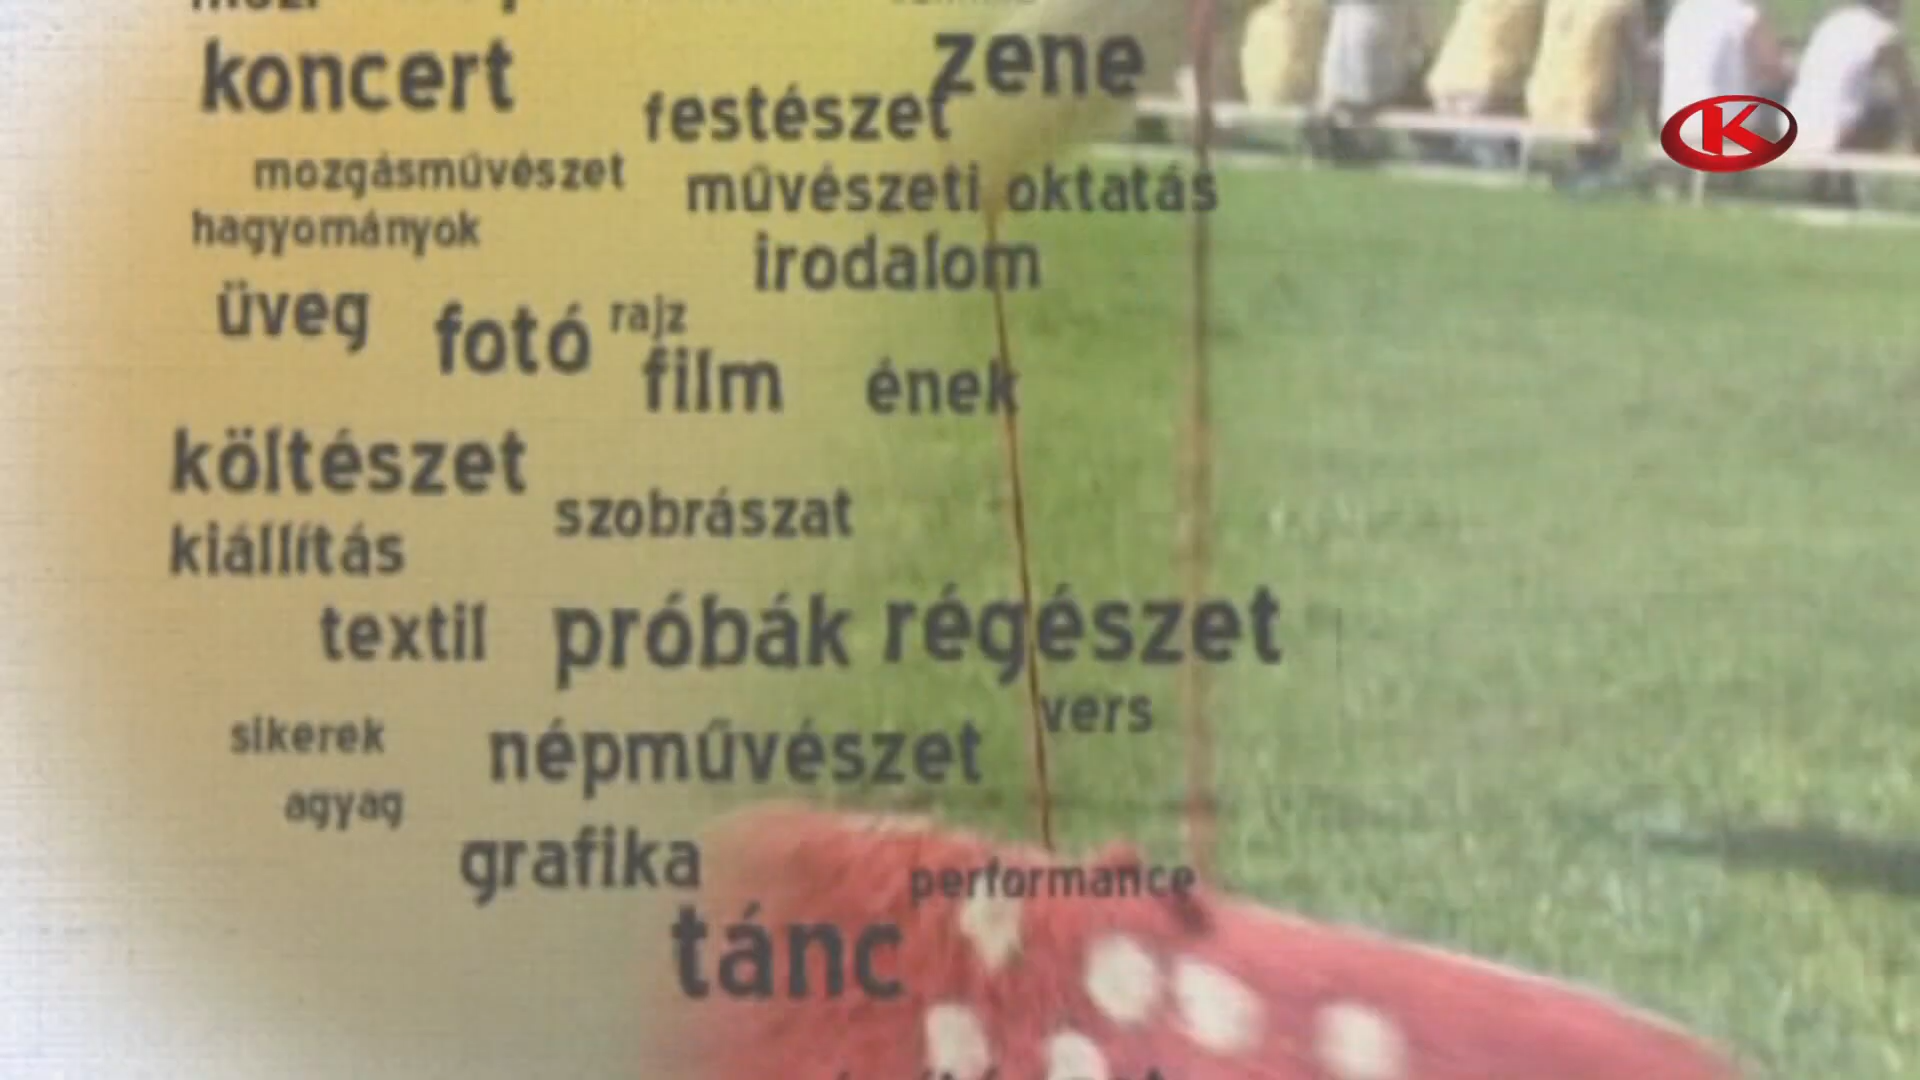 mozi
koncert
zene
festészet
mozgásművészet
művészeti oktatás
hagyományok
irodalom
üveg
fotó
rajz
film
ének
költészet
szobrászat
kiállítás
textil
próbák
régészet
vers
sikerek
népművészet
agyag
grafika
performance
tánc
K